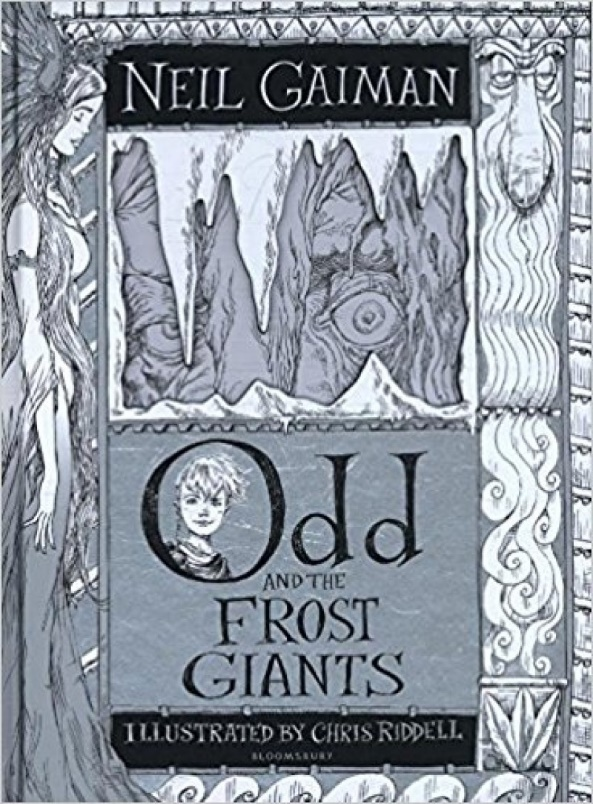 NEIL GAIMAN
Odd
AND THE
FROST
GIANTS
ILLUSTRATED BY CHRIS RIDDELL
BLOOMSBURY